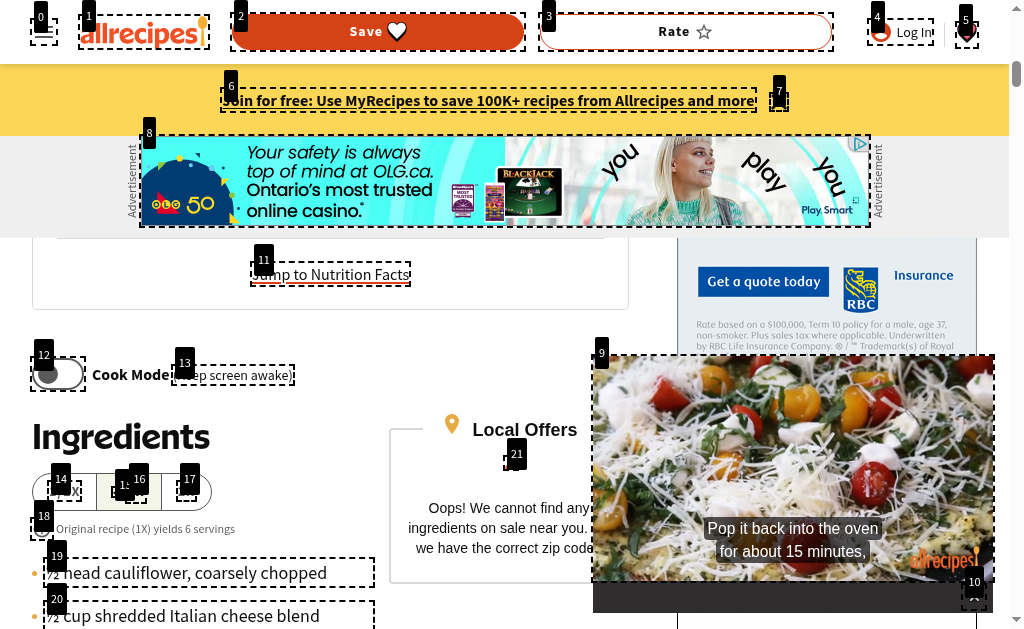 0
1
2
3
4
5
allrecipes
Save
Rate
Log In
6
7
Join for free: Use MyRecipes to save 100K+ recipes from Allrecipes and more
8
Advertisement
Your safety is always
top of mind at OLG.ca.
Ontario's most trusted
online casino.*
OLG 50
BLACKJACK
you
play
you
Play Smart
Advertisement
11
Jump to Nutrition Facts
Get a quote today
RBC
Insurance
Rate based on a $100,000, Term 10 policy for a male, age 37,
non-smoker. Plus sales tax where applicable. Underwritten
by RBC Life Insurance Company. ® / ™ Trademark(s) of Royal
12
13
9
Cook Mode
screen awake)
Ingredients
Local Offers
14
15
16
17
21
X
18
Original recipe (1X) yields 6 servings
Oops! We cannot find any
ingredients on sale near you.
we have the correct zip code
Pop it back into the oven
for about 15 minutes,
allrecipes
19
½ head cauliflower, coarsely chopped
10
20
½ cup shredded Italian cheese blend